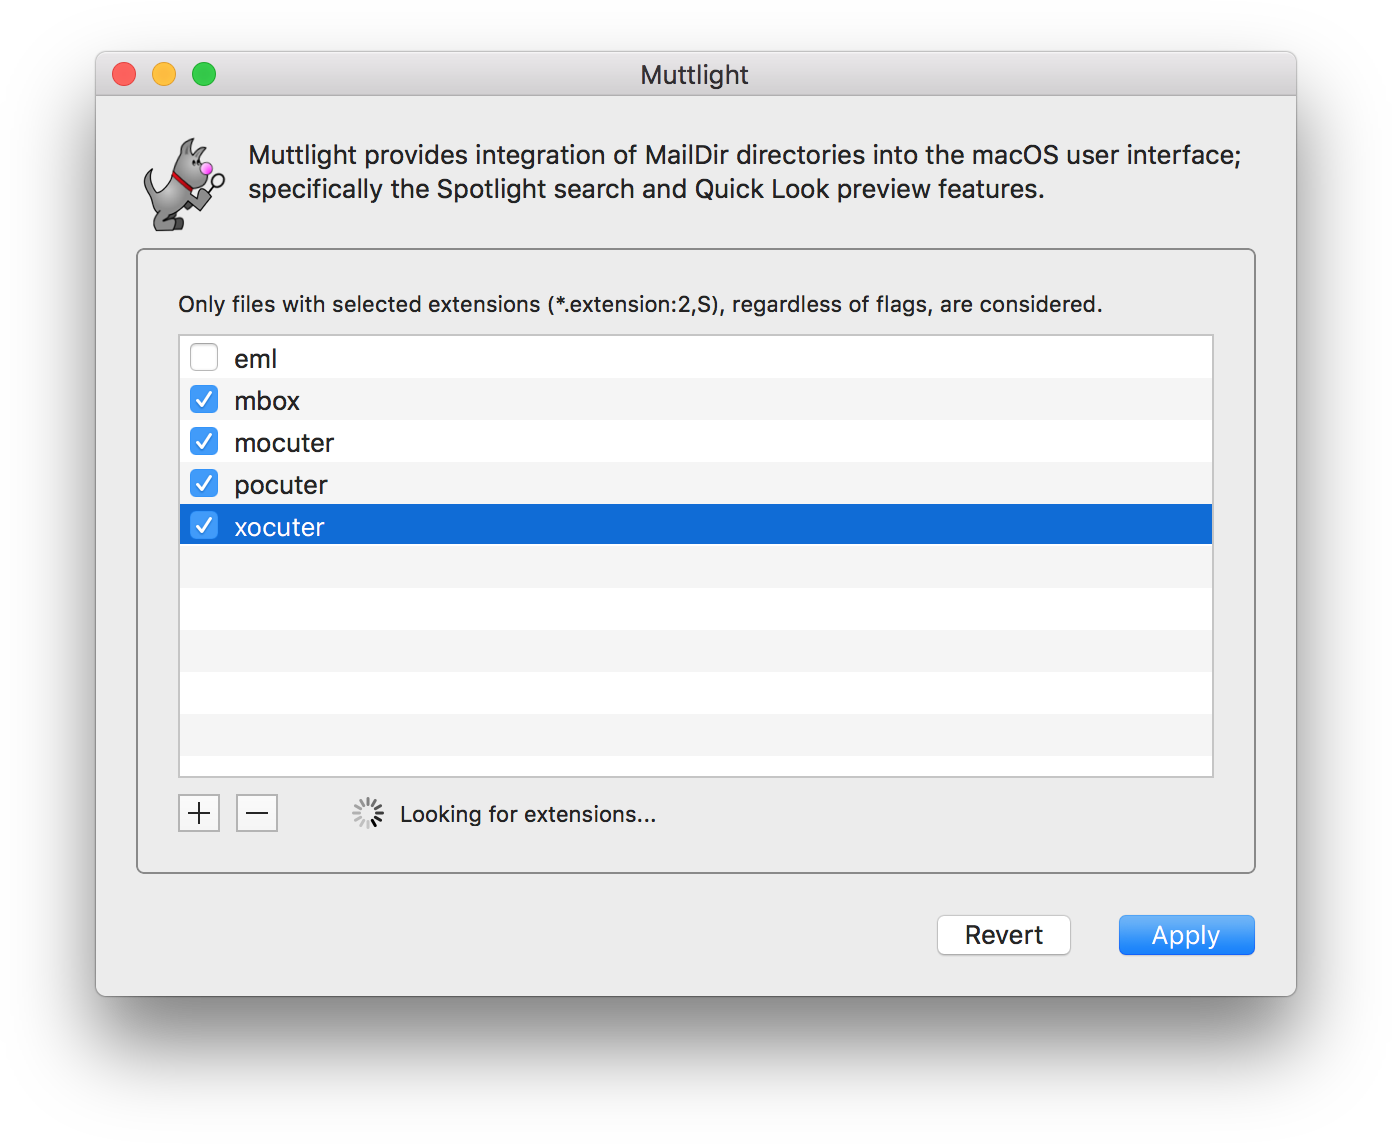 Muttlight
Muttlight provides integration of MailDir directories into the macOS user interface;
specifically the Spotlight search and Quick Look preview features.
Only files with selected extensions (*.extension:2,S), regardless of flags, are considered.
eml
mbox
mocuter
pocuter
xocuter
Looking for extensions...
Revert
Apply